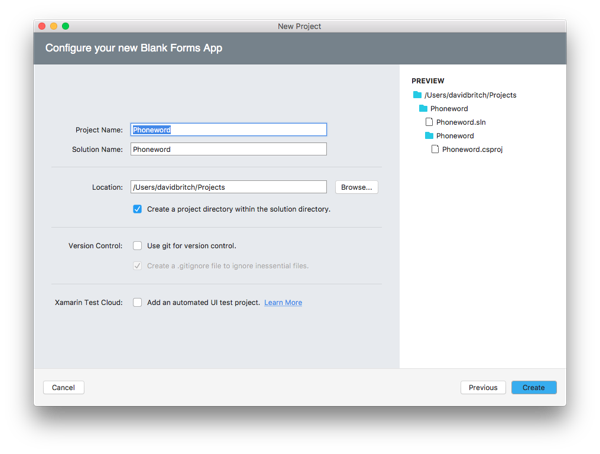 New Project
Configure your new Blank Forms App
Project Name: Phoneword
Solution Name: Phoneword
Location: /Users/davidbritch/Projects Browse...
Create a project directory within the solution directory.
Version Control: Use git for version control.
Create a .gitignore file to ignore inessential files.
Xamarin Test Cloud: Add an automated UI test project. Learn More
PREVIEW
/Users/davidbritch/Projects
Phoneword
Phoneword.sln
Phoneword
Phoneword.csproj
Cancel Previous Create